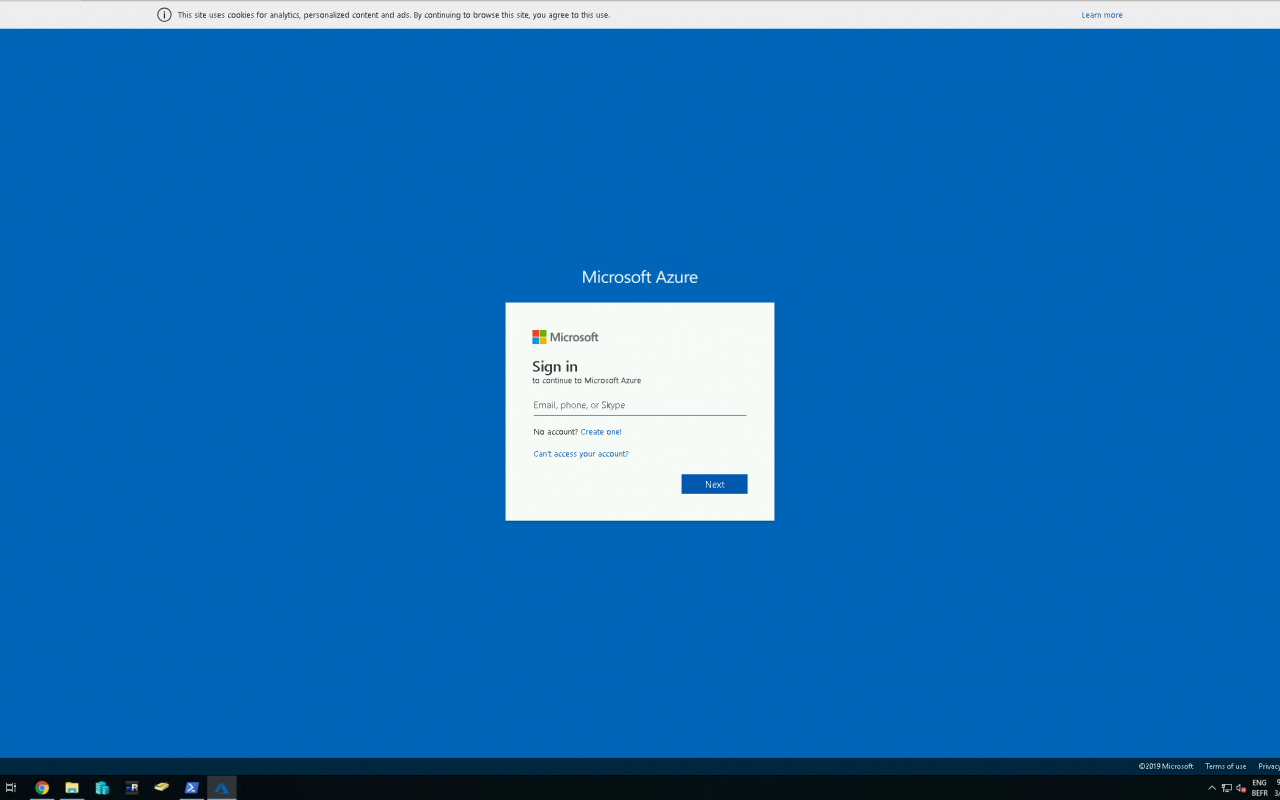 This site uses cookies for analytics, personalized content and ads. By continuing to browse this site, you agree to this use.
Learn more
Microsoft Azure
Microsoft
Sign in
to continue to Microsoft Azure
Email, phone, or Skype
No account? Create one!
Can't access your account?
Next
©2019 Microsoft
Terms of use
Privacy
ENG
9
BEFR
3/